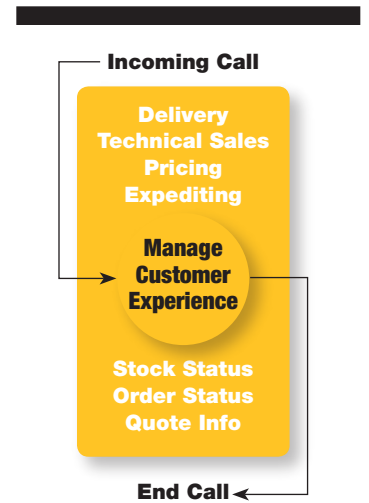 Incoming Call
Delivery
Technical Sales
Pricing
Expediting
Manage
Customer
Experience
Stock Status
Order Status
Quote Info
End Call